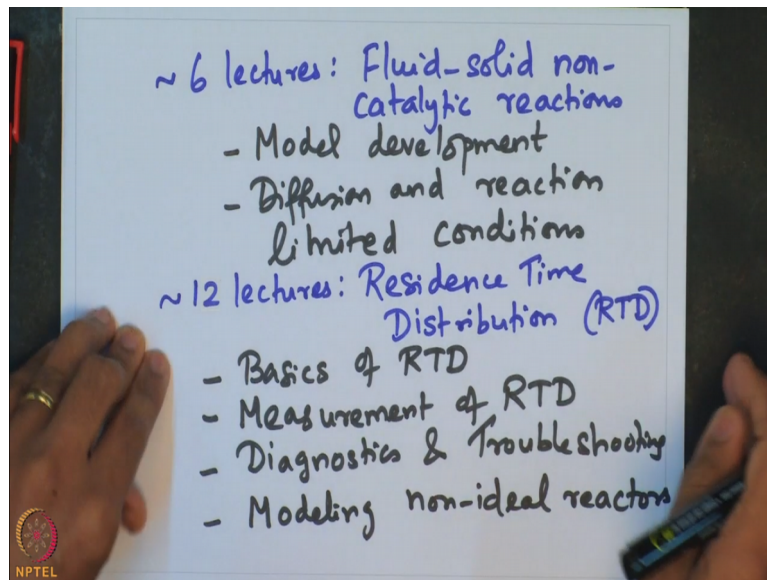 ~ 6 lectures: Fluid-solid non-
catalytic reactions
- Model development
- Diffusion and reaction
limited conditions
~ 12 lectures: Residence Time
Distribution (RTD)
- Basics of RTD
- Measurement of RTD
- Diagnostics & Troubleshooting
- Modeling non-ideal reactors
NPTEL